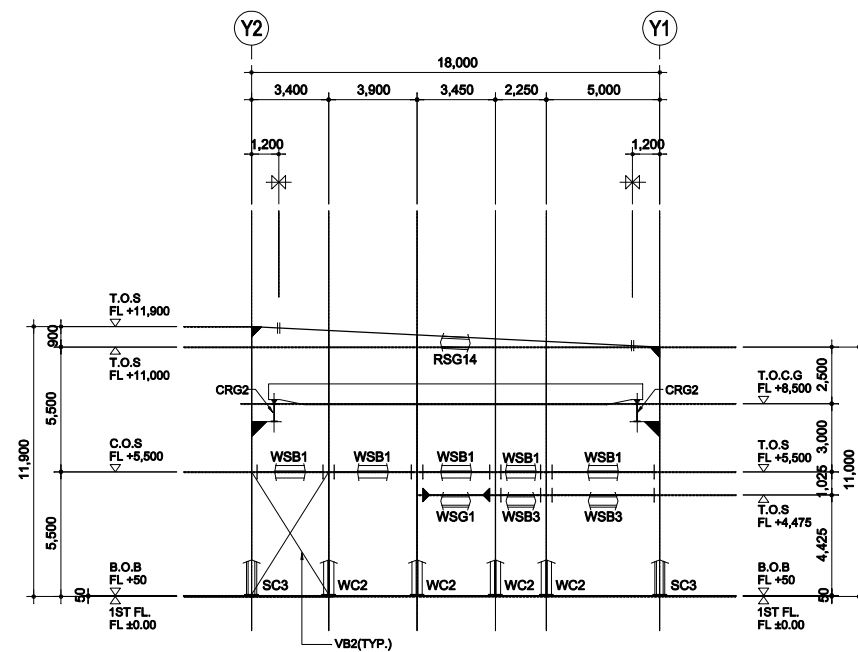 Y2
Y1
18,000
3,400
3,900
3,450
2,250
5,000
1,200
1,200
T.O.S
FL +11,900
T.O.S
FL +11,000
RSG14
CRG2
CRG2
T.O.C.G
FL +8,500
C.O.S
FL +5,500
WSB1
WSB1
WSB1
WSB1
WSB1
T.O.S
FL +5,500
WSG1
WSB3
WSB3
T.O.S
FL +4,475
B.O.B
FL +50
SC3
WC2
WC2
WC2
WC2
SC3
B.O.B
FL +50
1ST FL.
FL ±0.00
1ST FL.
FL ±0.00
VB2(TYP.)
11,900
900
5,500
5,500
50
2,500
3,000
1,025
4,425
50
11,000